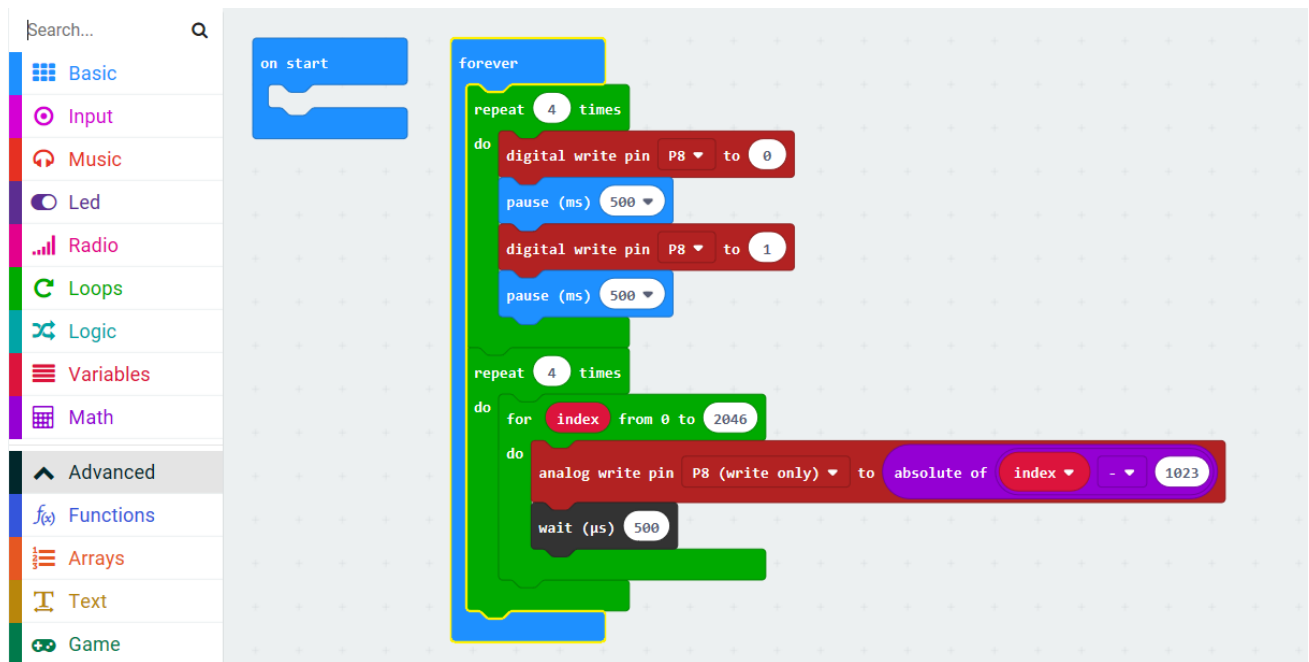 Search...
Basic
Input
Music
Led
Radio
Loops
Logic
Variables
Math
Advanced
Functions
Arrays
Text
Game
on start
forever
repeat 4 times
do
digital write pin P8 to 0
pause (ms) 500
digital write pin P8 to 1
pause (ms) 500
repeat 4 times
do
for index from 0 to 2046
do
analog write pin P8 (write only) to absolute of index - 1023
wait (µs) 500